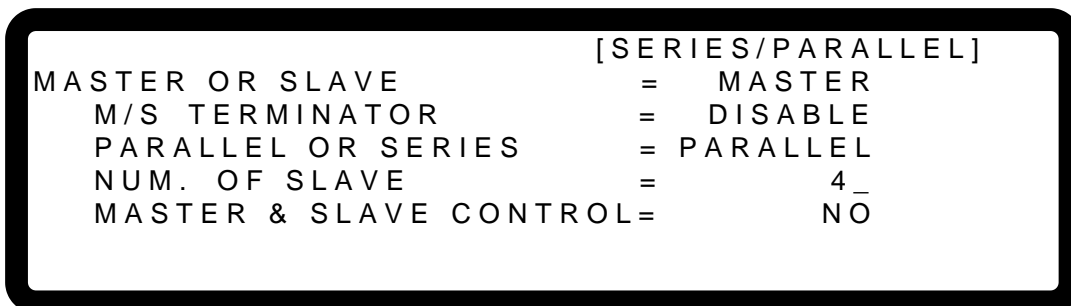 [SERIES/PARALLEL]
MASTER OR SLAVE = MASTER
M/S TERMINATOR = DISABLE
PARALLEL OR SERIES = PARALLEL
NUM. OF SLAVE = 4_
MASTER & SLAVE CONTROL= NO